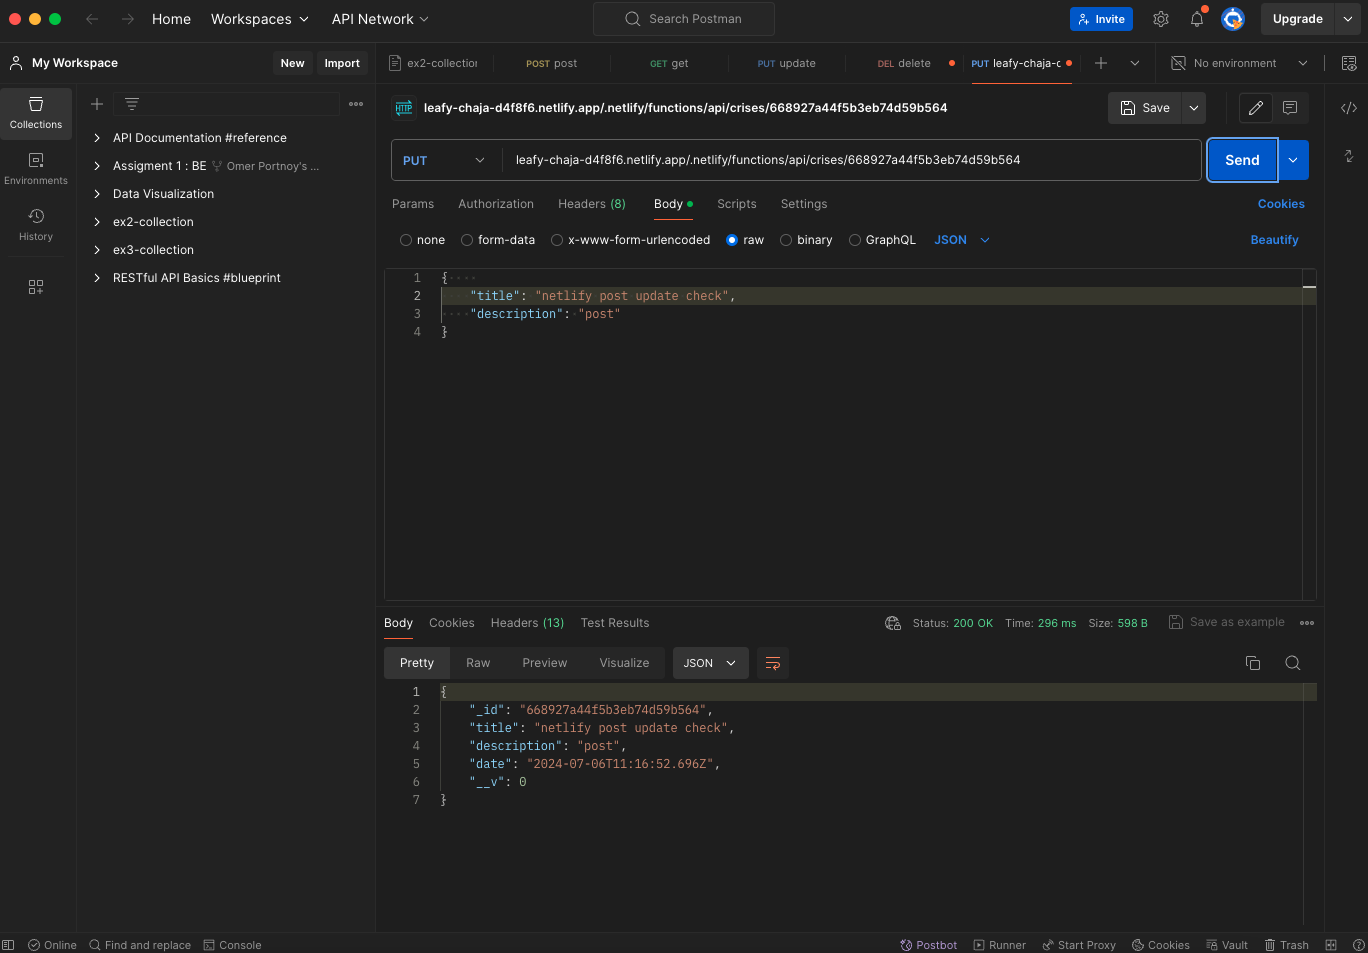 Home Workspaces API Network Search Postman Invite Upgrade
My Workspace New Import
ex2-collection POST post GET get PUT update DEL delete PUT leafy-chaja-c No environment
Collections
Environments
History
API Documentation #reference
Assigment 1 : BE Omer Portnoy's ...
Data Visualization
ex2-collection
ex3-collection
RESTful API Basics #blueprint
HTTP leafy-chaja-d4f8f6.netlify.app/.netlify/functions/api/crises/668927a44f5b3eb74d59b564 Save
PUT leafy-chaja-d4f8f6.netlify.app/.netlify/functions/api/crises/668927a44f5b3eb74d59b564 Send
Params Authorization Headers (8) Body Scripts Settings Cookies
none form-data x-www-form-urlencoded raw binary GraphQL JSON Beautify
1 {
2 "title": "netlify post update check",
3 "description": "post"
4 }
Body Cookies Headers (13) Test Results Status: 200 OK Time: 296 ms Size: 598 B Save as example
Pretty Raw Preview Visualize JSON
1 {
2 "_id": "668927a44f5b3eb74d59b564",
3 "title": "netlify post update check",
4 "description": "post",
5 "date": "2024-07-06T11:16:52.696Z",
6 "__v": 0
7 }
Online Find and replace Console Postbot Runner Start Proxy Cookies Vault Trash